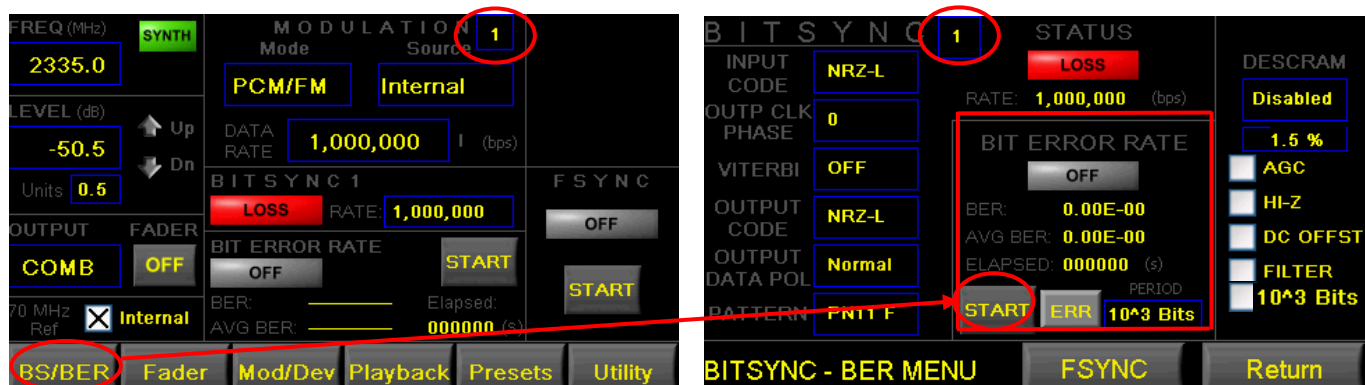 FREQ (MHz)
SYNTH
2335.0
LEVEL (dB)
Up
-50.5
Dn
Units 0.5
OUTPUT
FADER
COMB
OFF
70 MHz
Ref
Internal
MODULATION
1
Mode
Source
PCM/FM
Internal
DATA
RATE
1,000,000
I
(bps)
BITSYNC 1
LOSS
RATE: 1,000,000
BIT ERROR RATE
OFF
START
BER:
Elapsed:
AVG BER:
000000 (s)
FSYNC
OFF
START
BS/BER
Fader
Mod/Dev
Playback
Presets
Utility
BITSYNC
1
INPUT
CODE
NRZ-L
OUTP CLK
PHASE
0
VITERBI
OFF
OUTPUT
CODE
NRZ-L
OUTPUT
DATA POL
Normal
PATTERN
PN11 F
STATUS
LOSS
RATE: 1,000,000 (bps)
BIT ERROR RATE
OFF
BER: 0.00E-00
AVG BER: 0.00E-00
ELAPSED: 000000 (s)
PERIOD
START
ERR
10^3 Bits
DESCRAM
Disabled
1.5 %
AGC
HI-Z
DC OFFST
FILTER
10^3 Bits
BITSYNC - BER MENU
FSYNC
Return